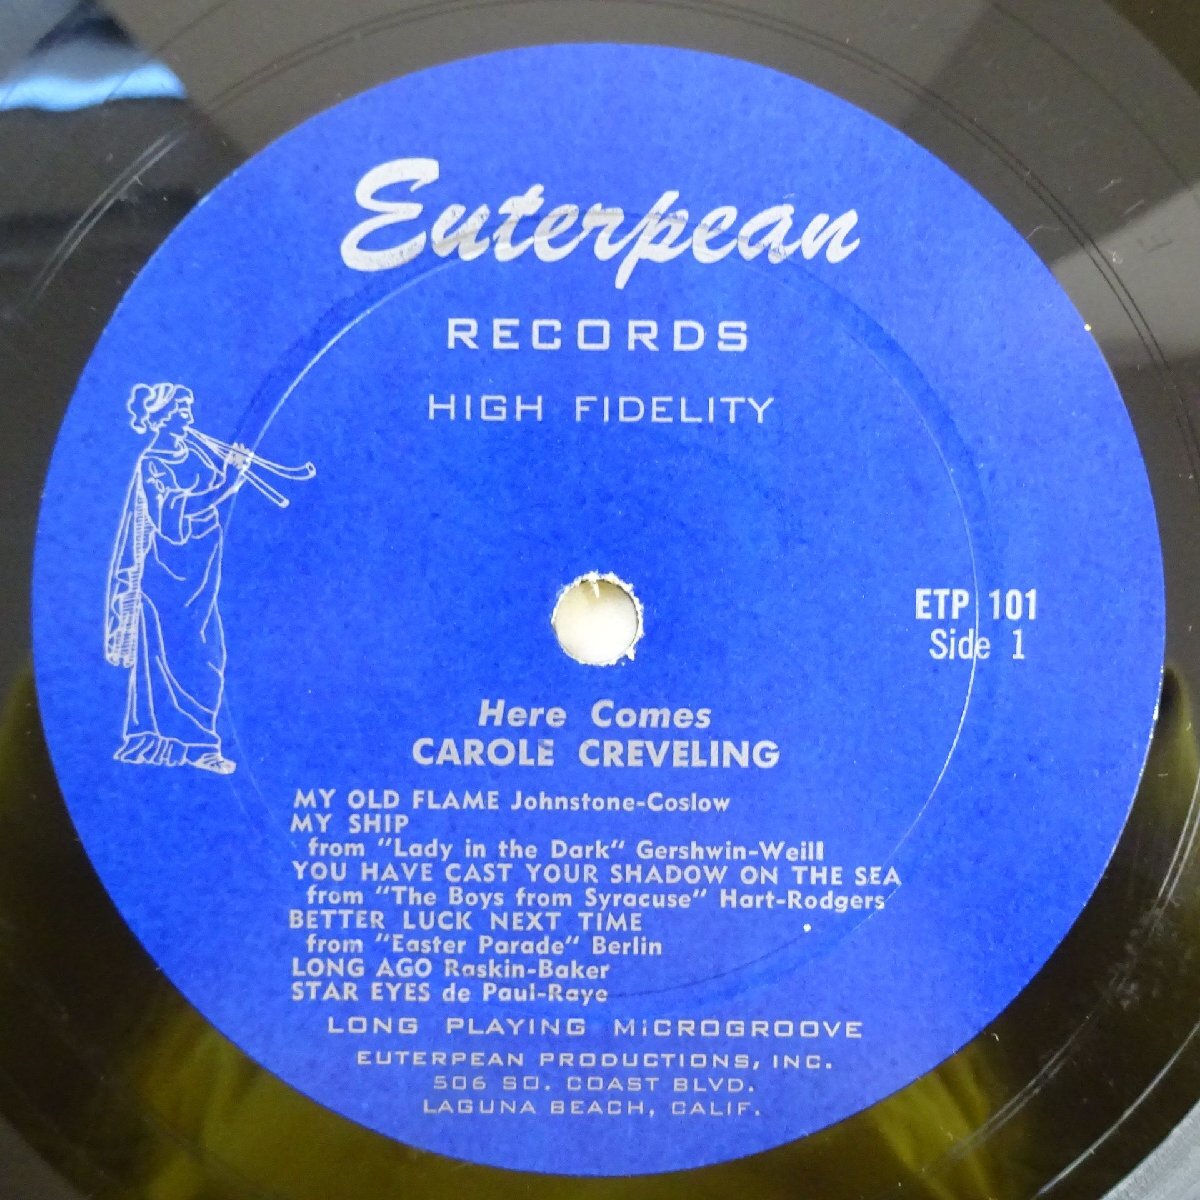 Euterpean
RECORDS
HIGH FIDELITY
ETP 101
Side 1
Here Comes
CAROLE CREVELING
MY OLD FLAME Johnstone-Coslow
MY SHIP
from "Lady in the Dark" Gershwin-Weill
YOU HAVE CAST YOUR SHADOW ON THE SEA
from "The Boys from Syracuse" Hart-Rodgers
BETTER LUCK NEXT TIME
from "Easter Parade" Berlin
LONG AGO Raskin-Baker
STAR EYES de Paul-Raye
LONG PLAYING MiCROGROOVE
EUTERPEAN PRODUCTIONS, INC.
506 SO. COAST BLVD.
LAGUNA BEACH, CALIF.